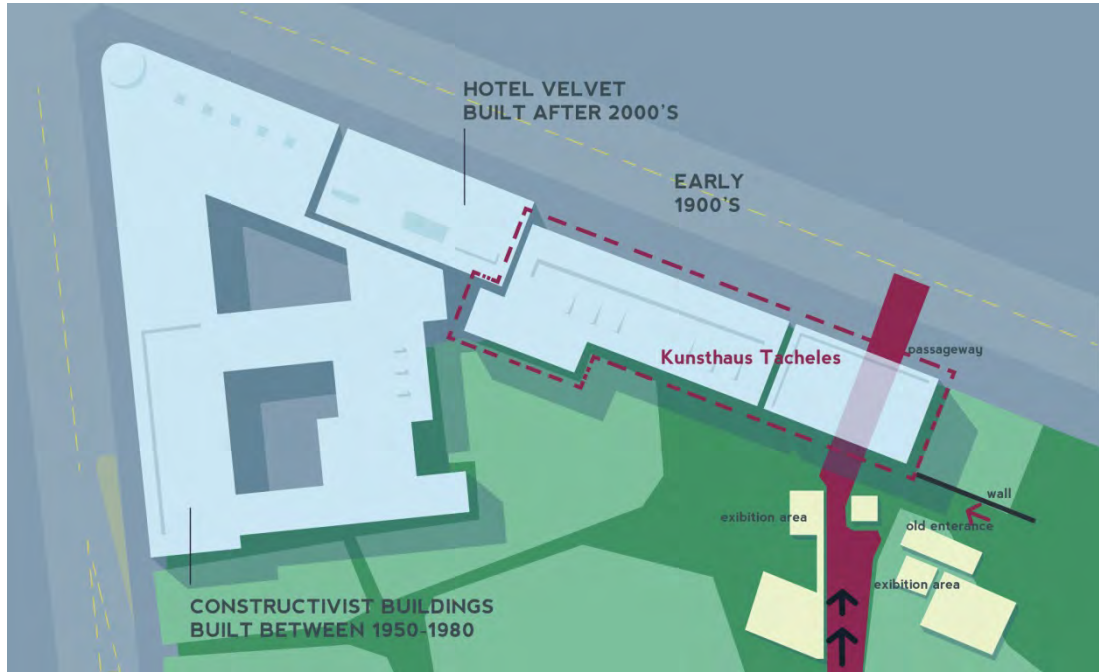 HOTEL VELVET
BUILT AFTER 2000'S
EARLY
1900'S
passageway
Kunsthaus Tacheles
wall
exibition area
old enterance
exibition area
CONSTRUCTIVIST BUILDINGS
BUILT BETWEEN 1950-1980